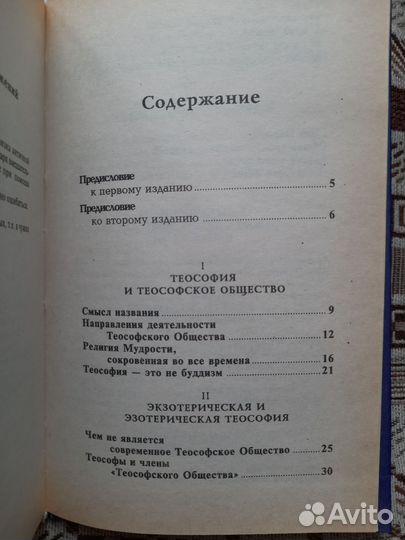 Содержание
Предисловие
к первому изданию 5
Предисловие
ко второму изданию 6
I
ТЕОСОФИЯ
И ТЕОСОФСКОЕ ОБЩЕСТВО
Смысл названия 9
Направления деятельности
Теософского Общества 12
Религия Мудрости,
сокровенная во все времена 16
Теософия — это не буддизм 21
II
ЭКЗОТЕРИЧЕСКАЯ И
ЭЗОТЕРИЧЕСКАЯ ТЕОСОФИЯ
Чем не является
современное Теософское Общество 25
Теософы и члены
«Теософского Общества» 30
Avito